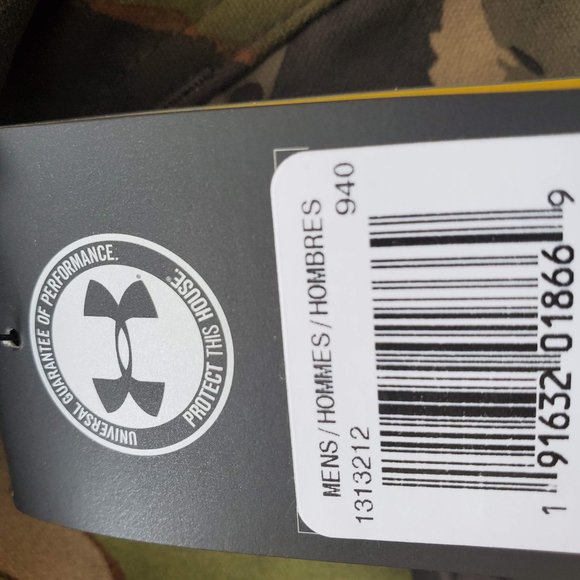 UNIVERSAL GUARANTEE OF PERFORMANCE.
PROTECT THIS HOUSE.
MENS/HOMMES/HOMBRES
1313212 940
1 91632 01866 9